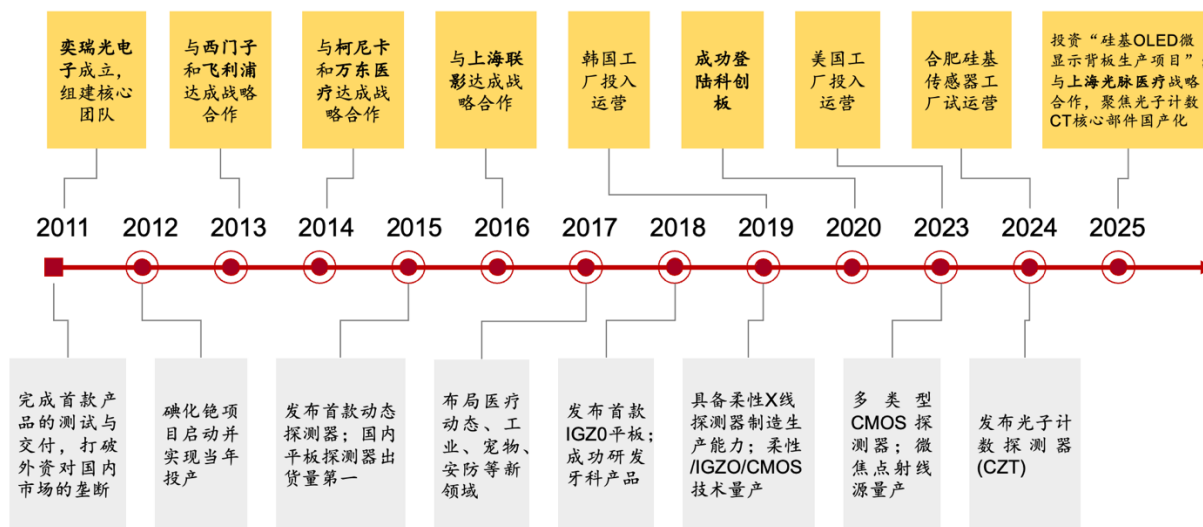 奕瑞光电
子成立，
组建核心
团队
与西门子
和飞利浦
达成战略
合作
与柯尼卡
和万东医
疗达成战
略合作
与上海联
影达成战
略合作
韩国工
厂投入
运营
成功登
陆科创
板
美国工
厂投入
运营
合肥硅基
传感器工
厂试运营
投资“硅基OLED微
显示背板生产项目”；
与上海光脉医疗战略
合作，聚焦光子计数
CT核心部件国产化
2011 2012 2013 2014 2015 2016 2017 2018 2019 2020 2023 2024 2025
完成首款产
品的测试与
交付，打破
外资对国内
市场的垄断
碘化铯项
目启动并
实现当年
投产
发布首款动态
探测器；国内
平板探测器出
货量第一
布局医疗
动态、工
业、宠物、
安防等新
领域
发布首款
IGZO平板；
成功研发
牙科产品
具备柔性X线
探测器制造生
产能力；柔性
/IGZO/CMOS
技术量产
多类型
CMOS探
测器；微
焦点射线
源量产
发布光子计
数探测器
(CZT)